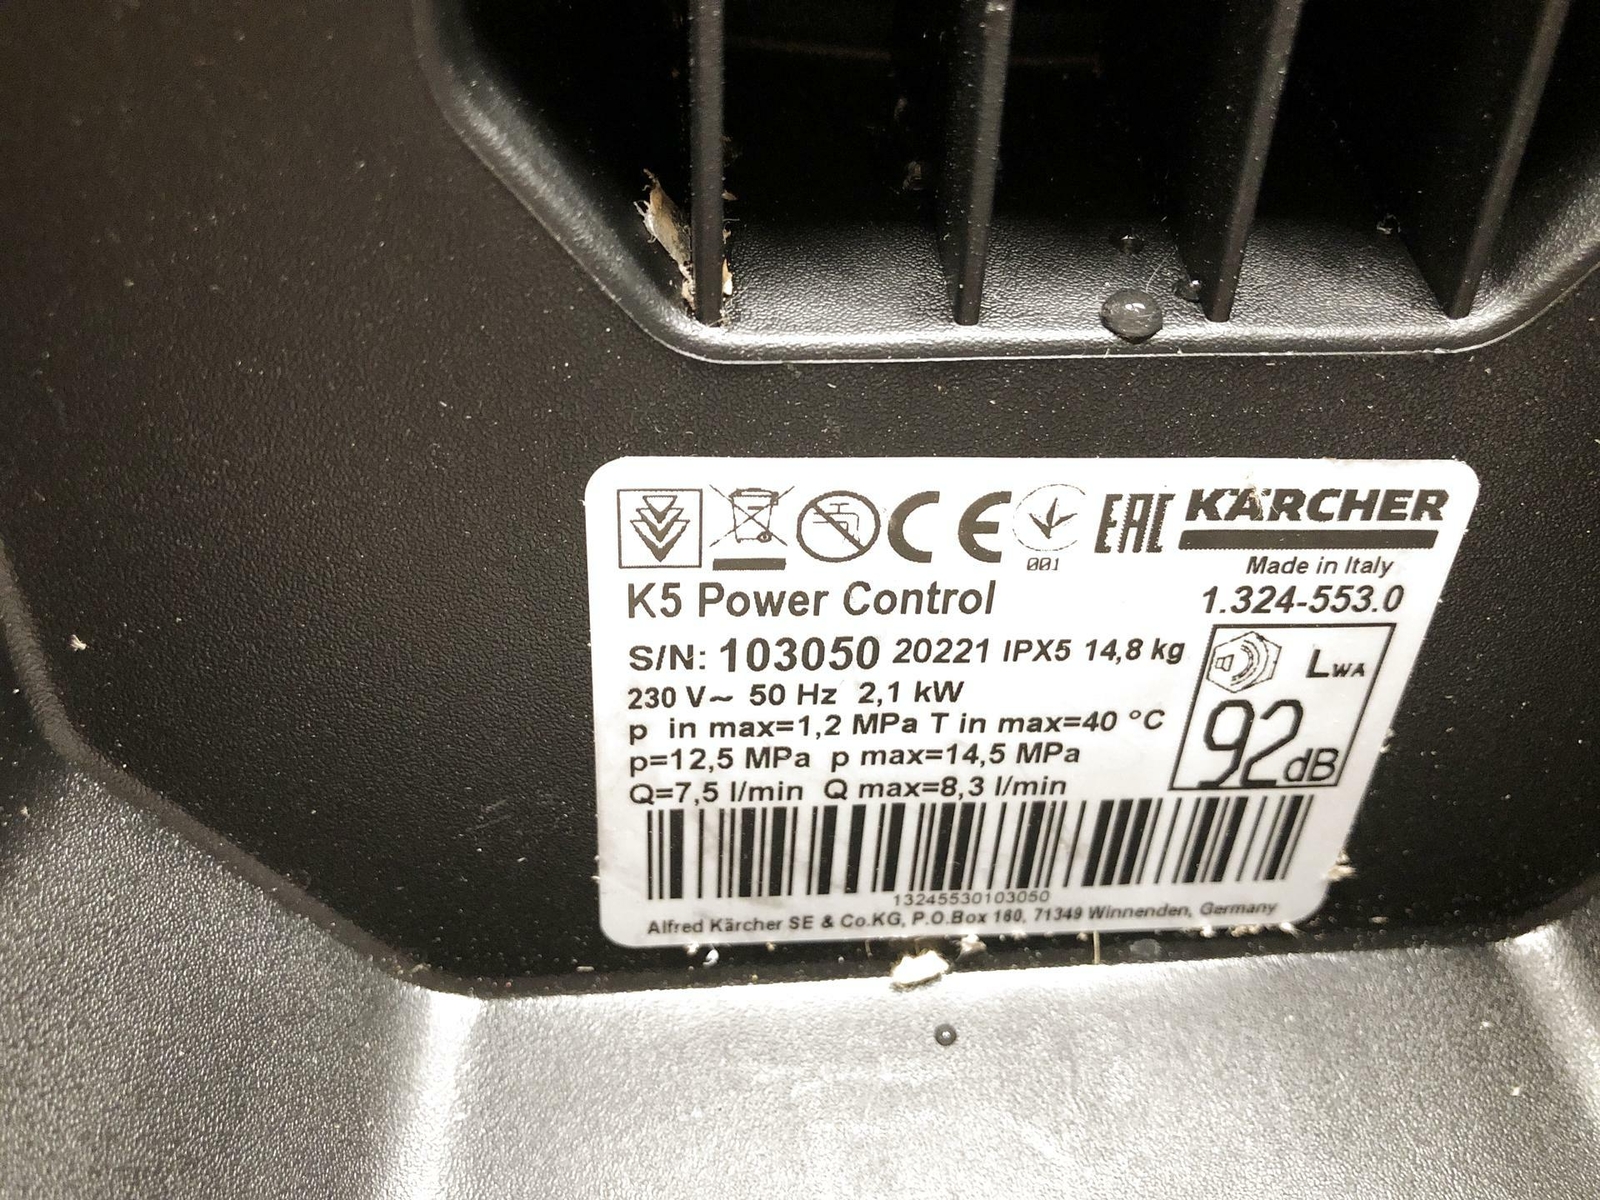 CE 001 EAC KÄRCHER
Made in Italy
K5 Power Control 1.324-553.0
S/N: 103050 20221 IPX5 14,8 kg
230 V~ 50 Hz 2,1 kW
p in max=1,2 MPa T in max=40 °C
p=12,5 MPa p max=14,5 MPa
Q=7,5 l/min Q max=8,3 l/min
LWA
92dB
13245530103050
Alfred Kärcher SE & Co.KG, P.O.Box 160, 71349 Winnenden, Germany